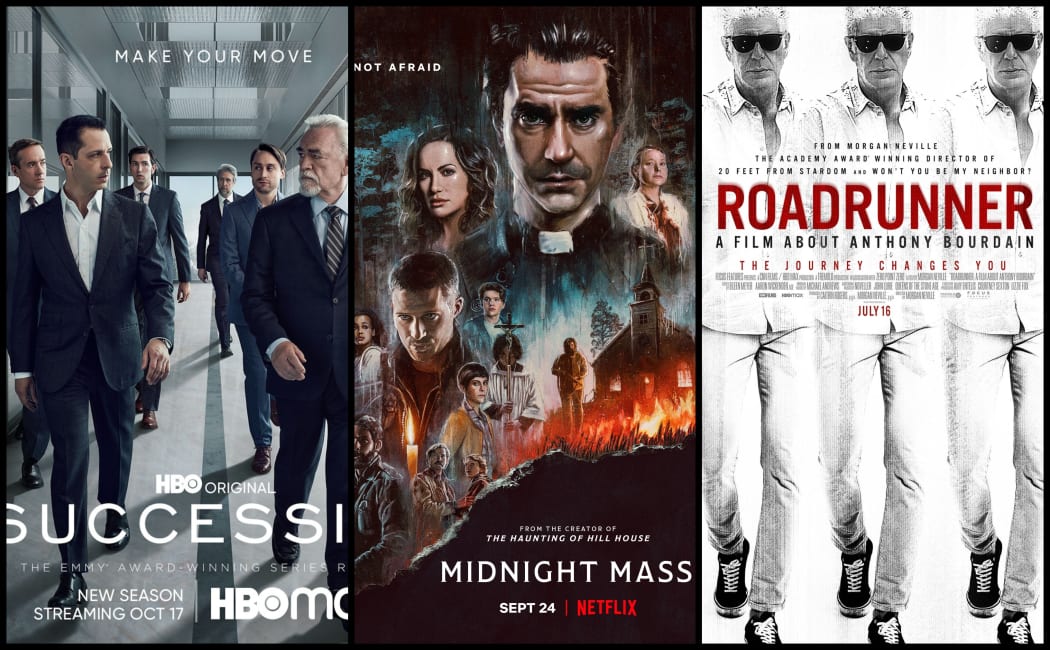 MAKE YOUR MOVE
HBO ORIGINAL
SUCCESSI
THE EMMY® AWARD-WINNING SERIES R
NEW SEASON
STREAMING OCT 17
HBOma
NOT AFRAID
FROM THE CREATOR OF
THE HAUNTING OF HILL HOUSE
MIDNIGHT MASS
SEPT 24 | NETFLIX
FROM MORGAN NEVILLE
THE ACADEMY AWARD® WINNING DIRECTOR OF
20 FEET FROM STARDOM AND WON'T YOU BE MY NEIGHBOR?
ROADRUNNER
A FILM ABOUT ANTHONY BOURDAIN
THE JOURNEY CHANGES YOU
JULY 16